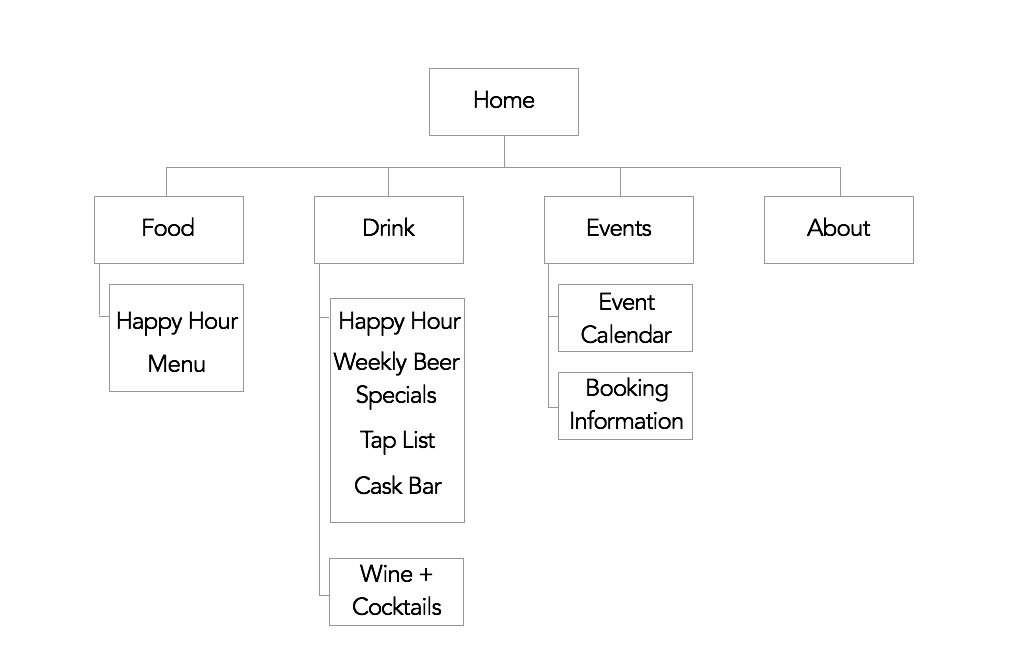 Home
Food
Drink
Events
About
Happy Hour
Menu
Happy Hour
Weekly Beer
Specials
Tap List
Cask Bar
Wine +
Cocktails
Event
Calendar
Booking
Information